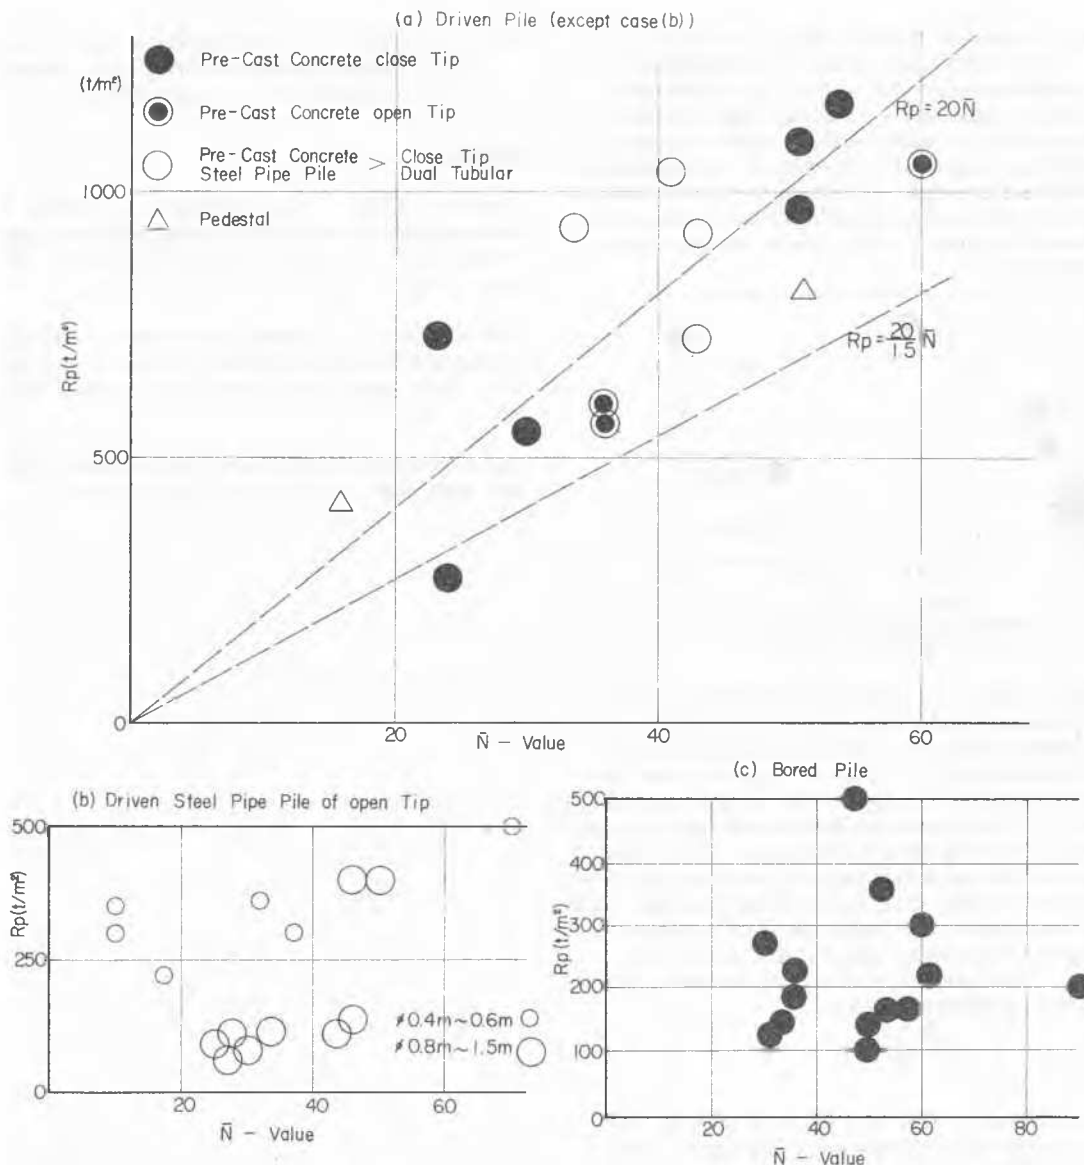 (a) Driven Pile (except case(b))
(t/m²)
Pre-Cast Concrete close Tip
Pre-Cast Concrete open Tip
Pre-Cast Concrete > Close Tip
Steel Pipe Pile Dual Tubular
Pedestal
Rp=20N̄
Rp=20/1.5 N̄
Rp(t/m²)
1000
500
0
20
40
60
N̄ - Value
(b) Driven Steel Pipe Pile of open Tip
Rp(t/m²)
500
250
0
20
40
60
ø0.4m~0.6m
ø0.8m~1.5m
N̄ - Value
(c) Bored Pile
Rp(t/m²)
500
400
300
200
100
0
20
40
60
80
N̄ - Value